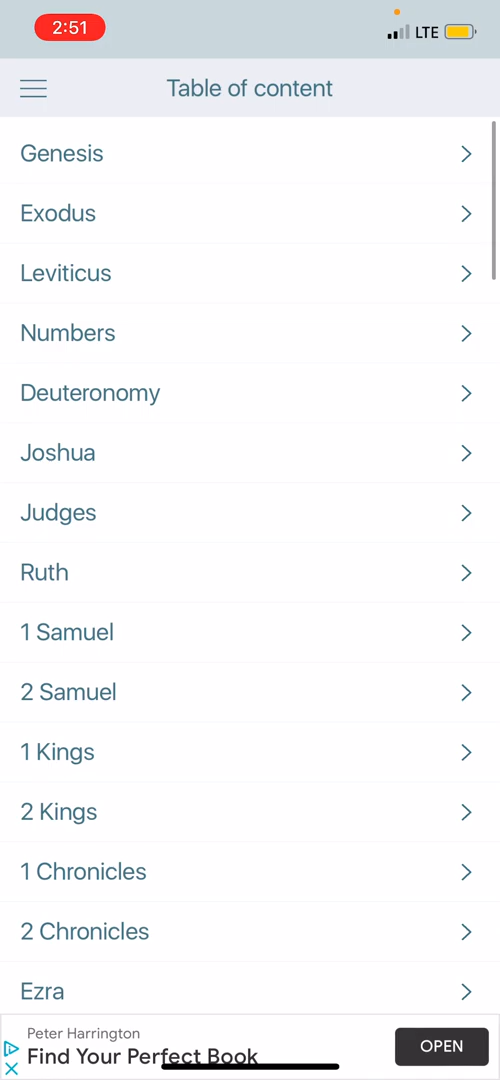 2:51
LTE
Table of content
Genesis
Exodus
Leviticus
Numbers
Deuteronomy
Joshua
Judges
Ruth
1 Samuel
2 Samuel
1 Kings
2 Kings
1 Chronicles
2 Chronicles
Ezra
Peter Harrington
Find Your Perfect Book
OPEN